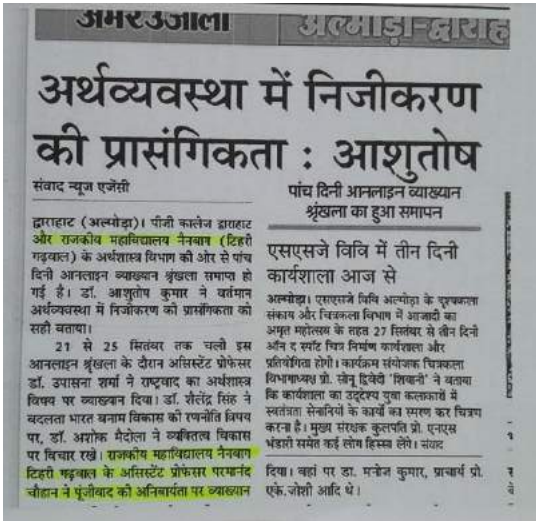 अमर उजाला
अल्मोड़ा-द्वाराह
अर्थव्यवस्था में निजीकरण
की प्रासंगिकता : आशुतोष
संवाद न्यूज एजेंसी
द्वाराहाट (अल्मोड़ा)। पीजी कालेज द्वाराहाट
और राजकीय महाविद्यालय नैनबाग (टिहरी
गढ़वाल) के अर्थशास्त्र विभाग की ओर से पांच
दिनी आनलाइन व्याख्यान श्रृंखला समाप्त हो
गई है। डॉ. आशुतोष कुमार ने वर्तमान
अर्थव्यवस्था में निजीकरण की प्रासंगिकता को
सही बताया।
21 से 25 सितंबर तक चली इस
आनलाइन श्रृंखला के दौरान असिस्टेंट प्रोफेसर
डॉ. उपासना शर्मा ने राष्ट्रवाद का अर्थशास्त्र
विषय पर व्याख्यान दिया। डॉ. शैलेंद्र सिंह ने
बदलता भारत बनाम विकास की रणनीति विषय
पर, डॉ. अशोक मैंदोला ने व्यक्तित्व विकास
पर विचार रखे। राजकीय महाविद्यालय नैनबाग
टिहरी गढ़वाल के असिस्टेंट प्रोफेसर परमानंद
चौहान ने पूंजीवाद की अनिवार्यता पर व्याख्यान
पांच दिनी आनलाइन व्याख्यान
श्रृंखला का हुआ समापन
एसएसजे विवि में तीन दिनी
कार्यशाला आज से
अल्मोड़ा। एसएसजे विवि अल्मोड़ा के दृश्यकला
संकाय और चित्रकला विभाग में आजादी का
अमृत महोत्सव के तहत 27 सितंबर से तीन दिनी
ऑन द स्पॉट चित्र निर्माण कार्यशाला और
प्रतियोगिता होगी। कार्यक्रम संयोजक चित्रकला
विभागाध्यक्ष प्रो. सोनू द्विवेदी 'शिवानी' ने बताया
कि कार्यशाला का उद्देश्य युवा कलाकारों में
स्वतंत्रता सेनानियों के कार्यों का स्मरण कर चित्रण
करना है। मुख्य संरक्षक कुलपति प्रो. एनएस
भंडारी समेत कई लोग हिस्सा लेंगे। संवाद
दिया। वहां पर डा. मनोज कुमार, प्राचार्य प्रो.
एके. जोशी आदि थे।